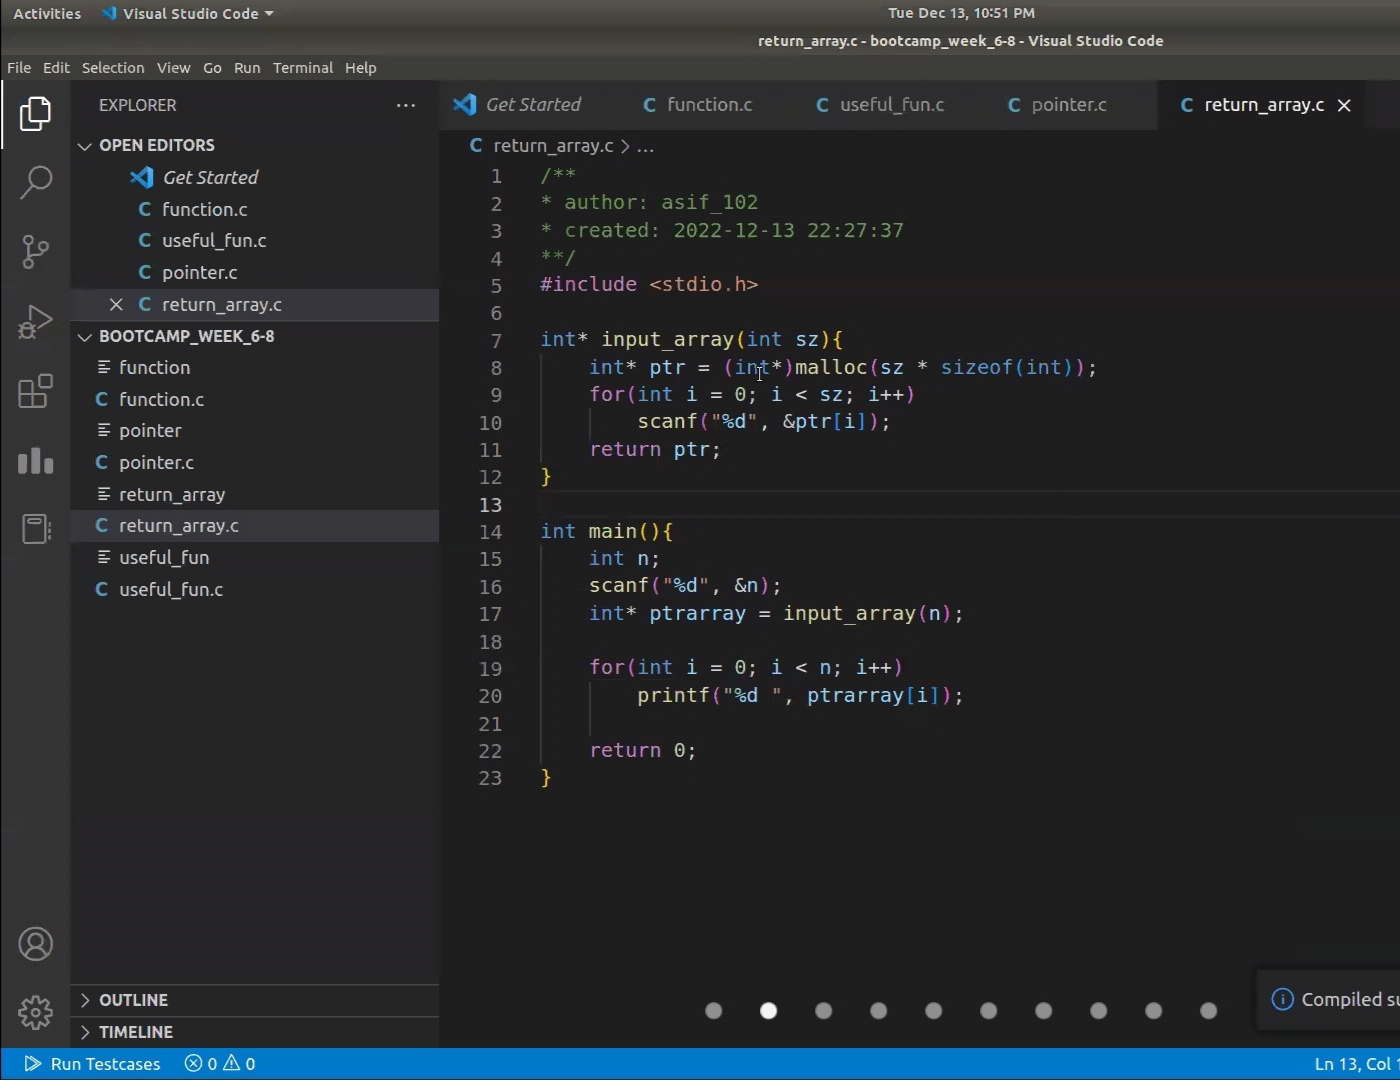 Activities Visual Studio Code Tue Dec 13, 10:51 PM
return_array.c - bootcamp_week_6-8 - Visual Studio Code
File Edit Selection View Go Run Terminal Help
EXPLORER ...
Get Started function.c useful_fun.c pointer.c return_array.c
OPEN EDITORS
Get Started
function.c
useful_fun.c
pointer.c
return_array.c
BOOTCAMP_WEEK_6-8
function
function.c
pointer
pointer.c
return_array
return_array.c
useful_fun
useful_fun.c
OUTLINE
TIMELINE
return_array.c > ...
1 /**
2 * author: asif_102
3 * created: 2022-12-13 22:27:37
4 **/
5 #include <stdio.h>
6
7 int* input_array(int sz){
8 int* ptr = (int*)malloc(sz * sizeof(int));
9 for(int i = 0; i < sz; i++)
10 scanf("%d", &ptr[i]);
11 return ptr;
12 }
13
14 int main(){
15 int n;
16 scanf("%d", &n);
17 int* ptrarray = input_array(n);
18
19 for(int i = 0; i < n; i++)
20 printf("%d ", ptrarray[i]);
21
22 return 0;
23 }
Compiled
Run Testcases 0 0 Ln 13, Col